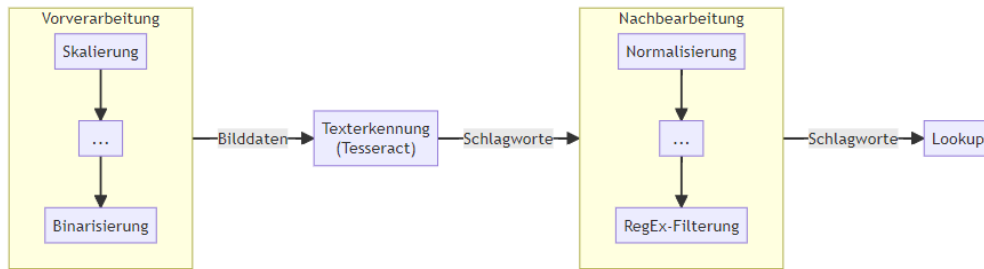 Vorverarbeitung
Skalierung
...
Binarisierung
Bilddaten
Texterkennung
(Tesseract)
Schlagworte
Nachbearbeitung
Normalisierung
...
RegEx-Filterung
Schlagworte
Lookup